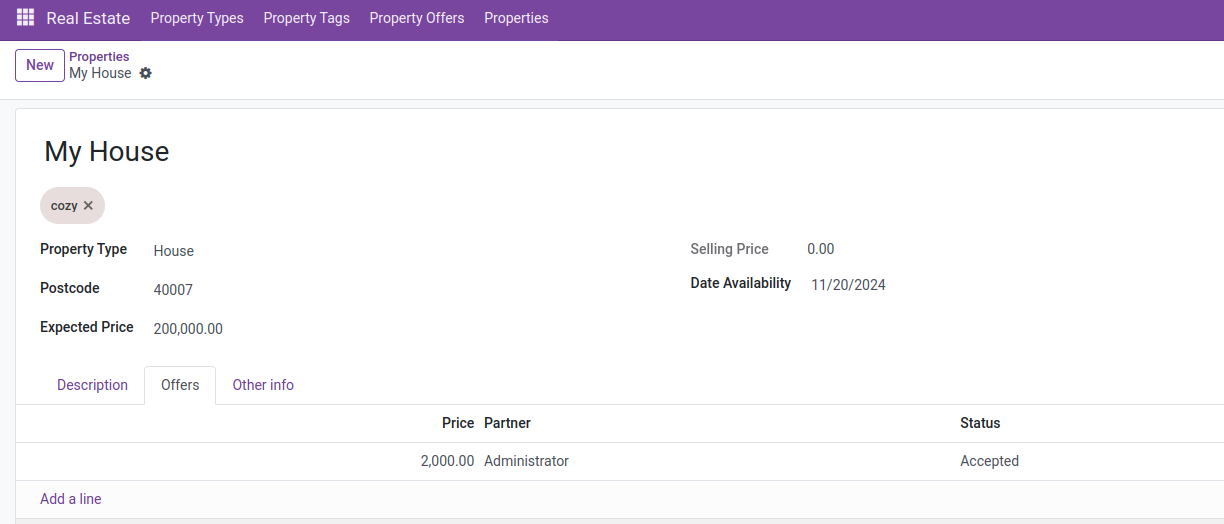 Real Estate Property Types Property Tags Property Offers Properties
New Properties
My House
My House
cozy
Property Type House Selling Price 0.00
Postcode 40007 Date Availability 11/20/2024
Expected Price 200,000.00
Description Offers Other info
Price Partner Status
2,000.00 Administrator Accepted
Add a line